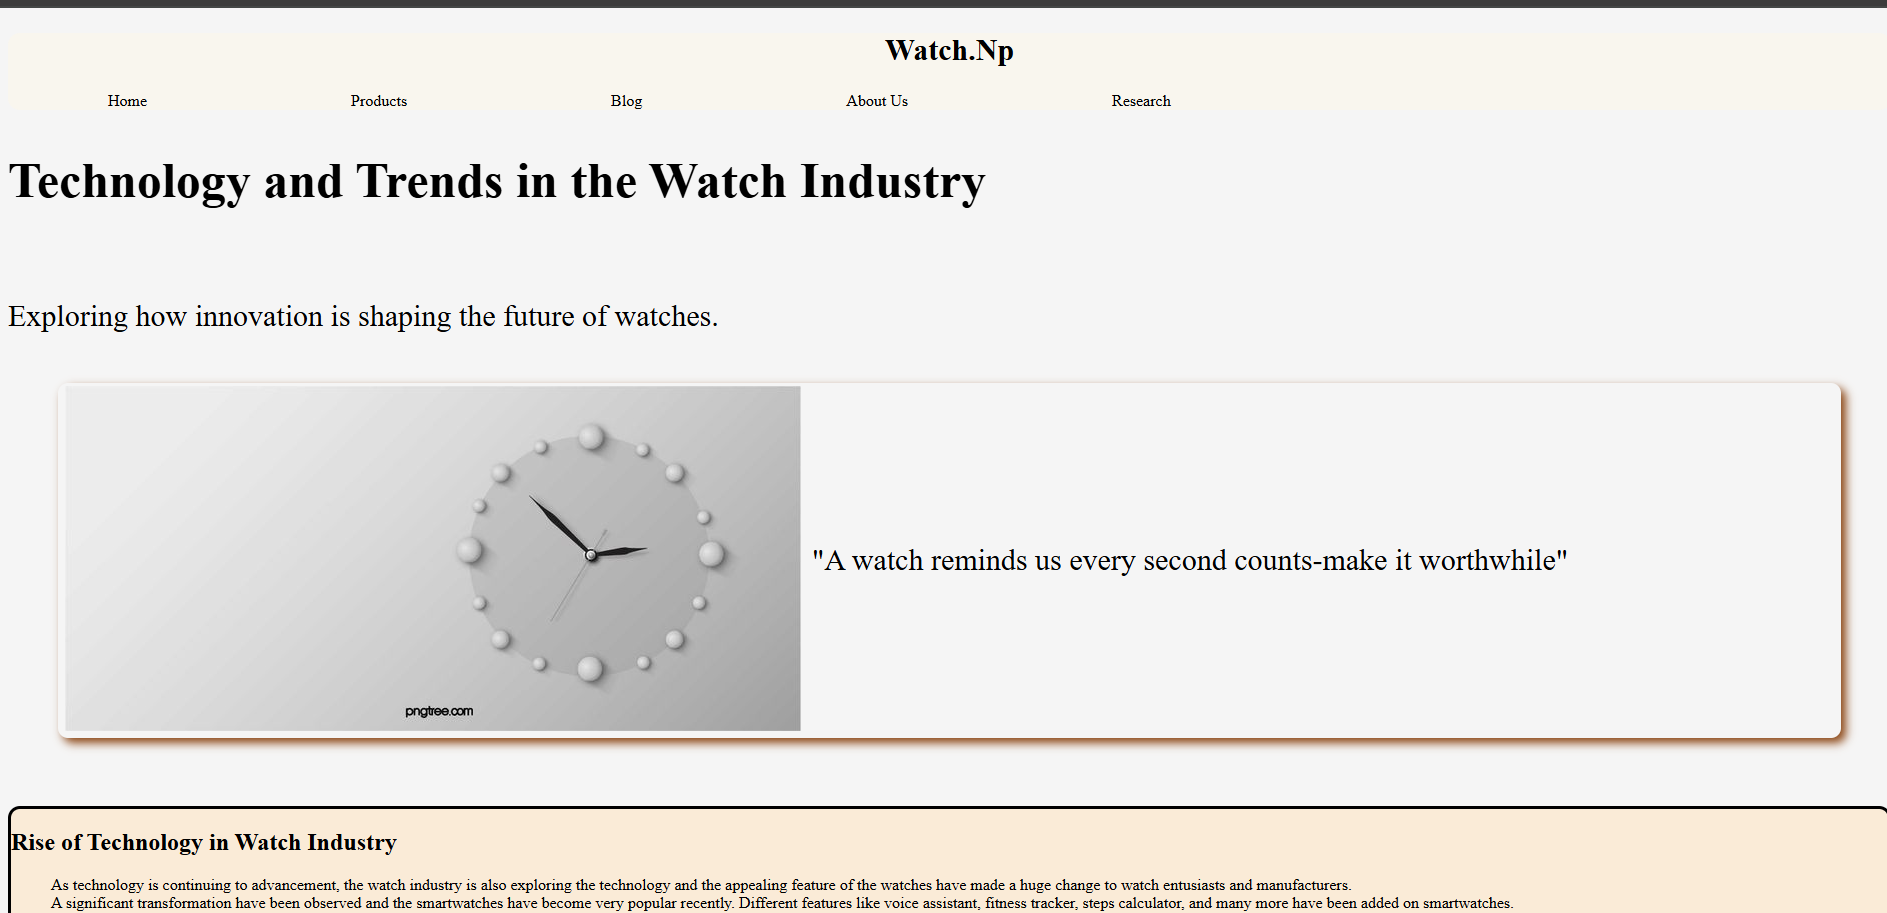 Watch.Np
Home Products Blog About Us Research
Technology and Trends in the Watch Industry
Exploring how innovation is shaping the future of watches.
"A watch reminds us every second counts-make it worthwhile"
pngtree.com
Rise of Technology in Watch Industry
As technology is continuing to advancement, the watch industry is also exploring the technology and the appealing feature of the watches have made a huge change to watch entusiasts and manufacturers.
A significant transformation have been observed and the smartwatches have become very popular recently. Different features like voice assistant, fitness tracker, steps calculator, and many more have been added on smartwatches.